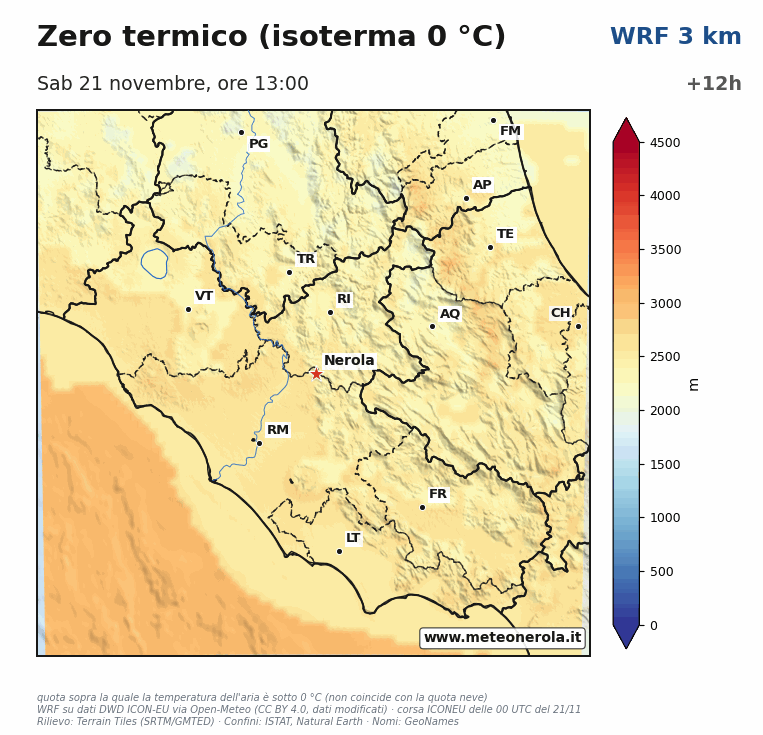 Zero termico (isoterma 0 °C)
WRF 3 km
Sab 21 novembre, ore 13:00
+12h
FM
PG
AP
TE
TR
VT
RI
AQ
CH
Nerola
RM
FR
LT
www.meteonerola.it
4500
4000
3500
3000
2500
2000
1500
1000
500
0
m
quota sopra la quale la temperatura dell'aria è sotto 0 °C (non coincide con la quota neve)
WRF su dati DWD ICON-EU via Open-Meteo (CC BY 4.0, dati modificati) · corsa ICONEU delle 00 UTC del 21/11
Rilievo: Terrain Tiles (SRTM/GMTED) · Confini: ISTAT, Natural Earth · Nomi: GeoNames